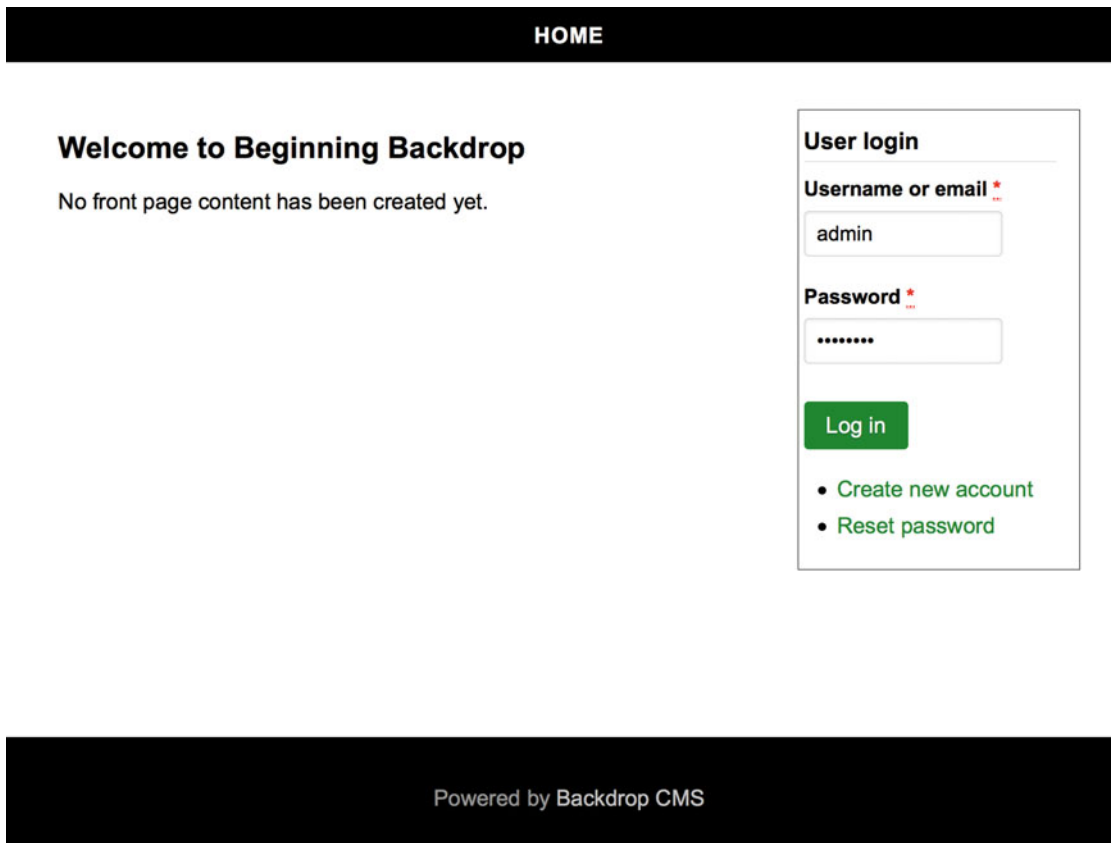 HOME
Welcome to Beginning Backdrop
No front page content has been created yet.
User login
Username or email *
admin
Password *
••••••••
Log in
• Create new account
• Reset password
Powered by Backdrop CMS